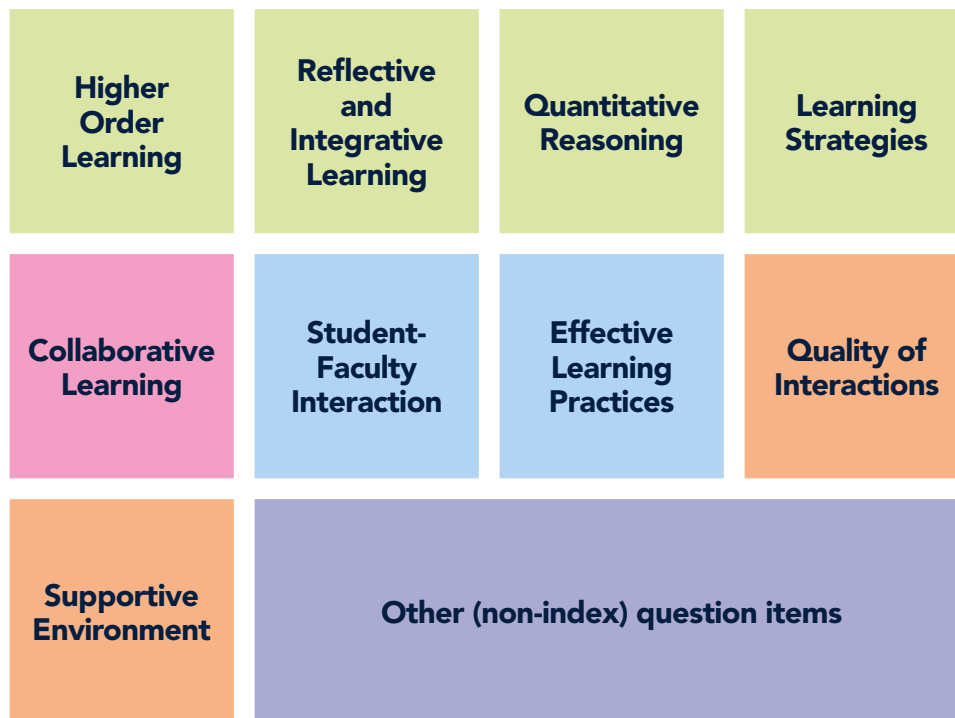 Higher
Order
Learning
Reflective
and
Integrative
Learning
Quantitative
Reasoning
Learning
Strategies
Collaborative
Learning
Student-
Faculty
Interaction
Effective
Learning
Practices
Quality of
Interactions
Supportive
Environment
Other (non-index) question items